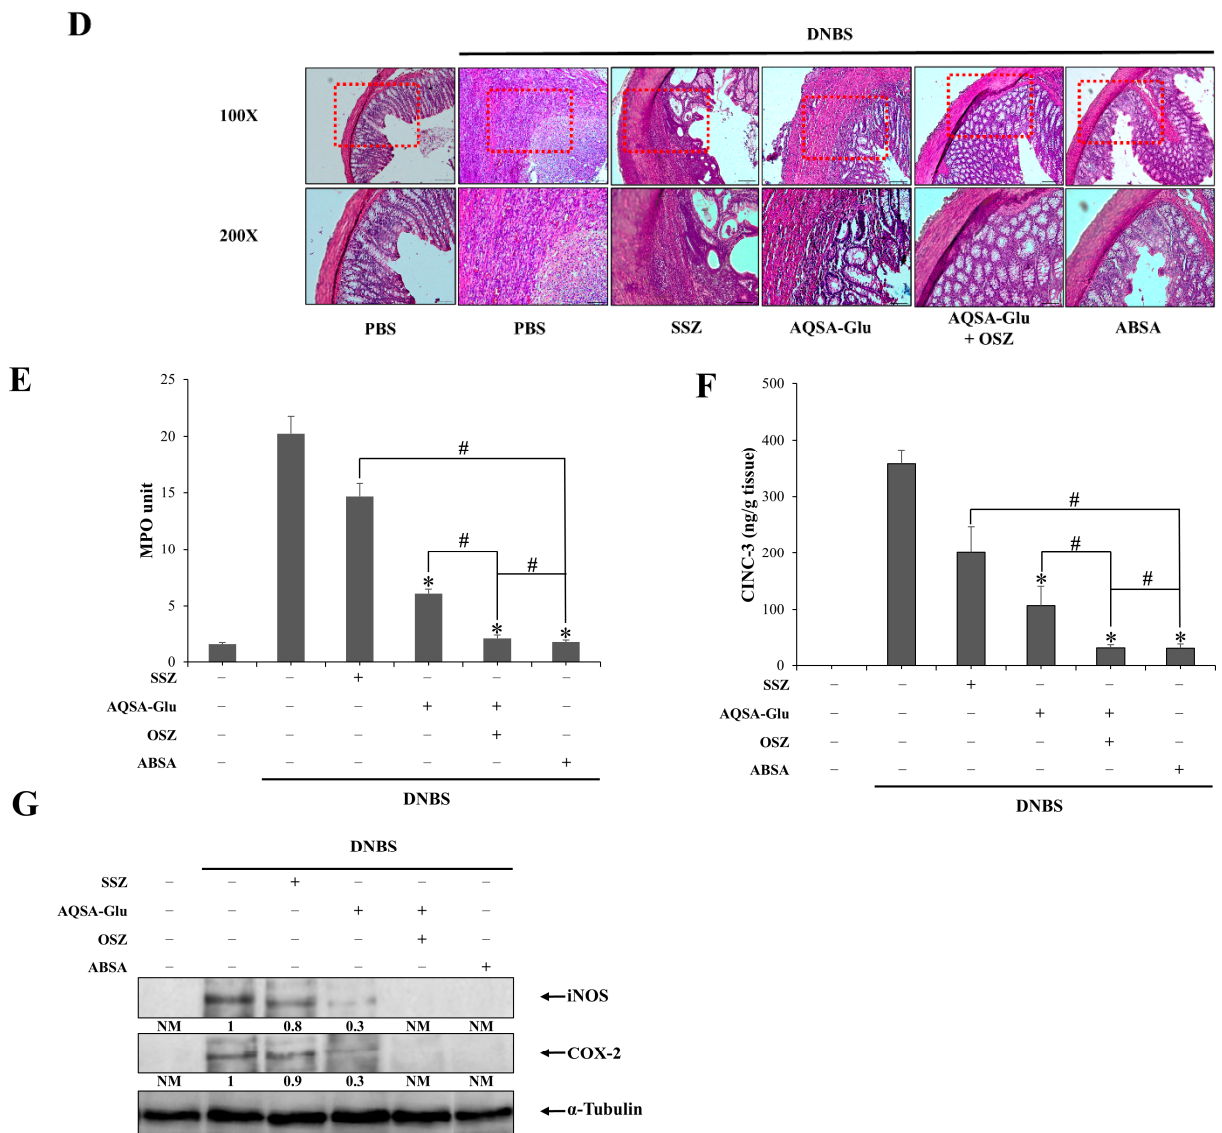 D
DNBS
100X
200X
PBS PBS SSZ AQSA-Glu AQSA-Glu + OSZ ABSA
E
MPO unit
25
20
15
10
5
0
#
# #
* * *
SSZ – – + – – –
AQSA-Glu – – – + + –
OSZ – – – – + –
ABSA – – – – – +
DNBS
F
CINC-3 (ng/g tissue)
500
400
300
200
100
0
#
# #
* * *
SSZ – – + – – –
AQSA-Glu – – – + + –
OSZ – – – – + –
ABSA – – – – – +
DNBS
G
DNBS
SSZ – – + – – –
AQSA-Glu – – – + + –
OSZ – – – – + –
ABSA – – – – – +
iNOS
NM 1 0.8 0.3 NM NM
COX-2
NM 1 0.9 0.3 NM NM
α-Tubulin